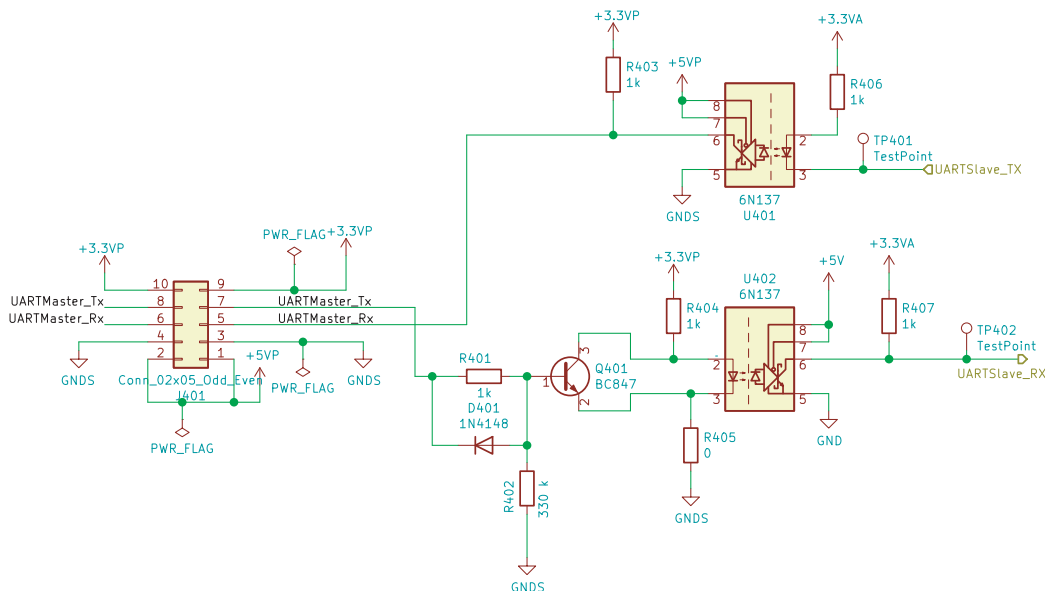 +3.3VP
R403
1k
+5VP
8
7
6
5
2
3
6N137
U401
GNDS
+3.3VA
R406
1k
TP401
TestPoint
UARTSlave_TX
+3.3VP
PWR_FLAG
+3.3VP
10
8
6
4
2
9
7
5
3
1
UARTMaster_Tx
UARTMaster_Rx
UARTMaster_Tx
UARTMaster_Rx
GNDS
Conn_02x05_Odd_Even
J401
+5VP
PWR_FLAG
GNDS
PWR_FLAG
R401
1k
D401
1N4148
R402
330 k
GNDS
1
3
2
Q401
BC847
+3.3VP
R404
1k
R405
0
GNDS
U402
6N137
2
3
8
7
6
5
+5V
GND
+3.3VA
R407
1k
TP402
TestPoint
UARTSlave_RX